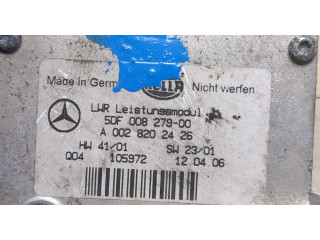 Made in Germ HELLA Nicht werfen
LWR Leistungsmodul
5DF 008 279-00
A 002 820 24 26
HW 41/01 SW 23/01
Q04 105972 12.04.06